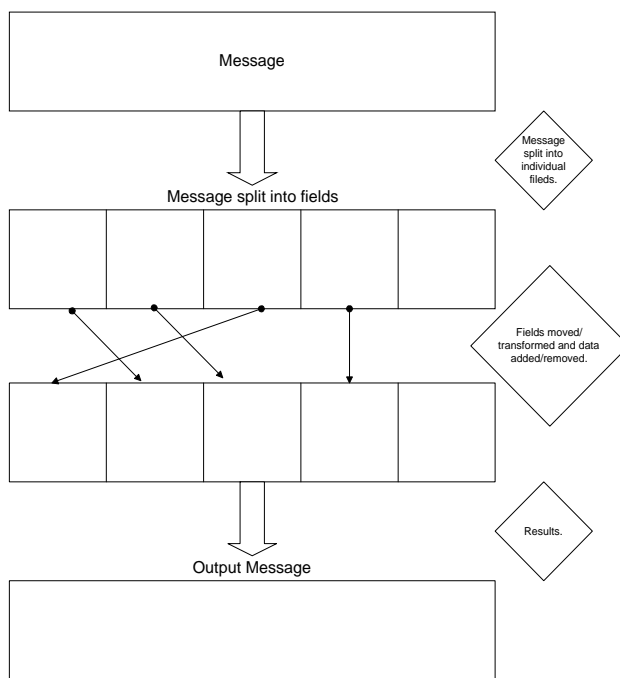 Message
Message
split into
individual
fileds.
Message split into fields
Fields moved/
transformed and data
added/removed.
Results.
Output Message